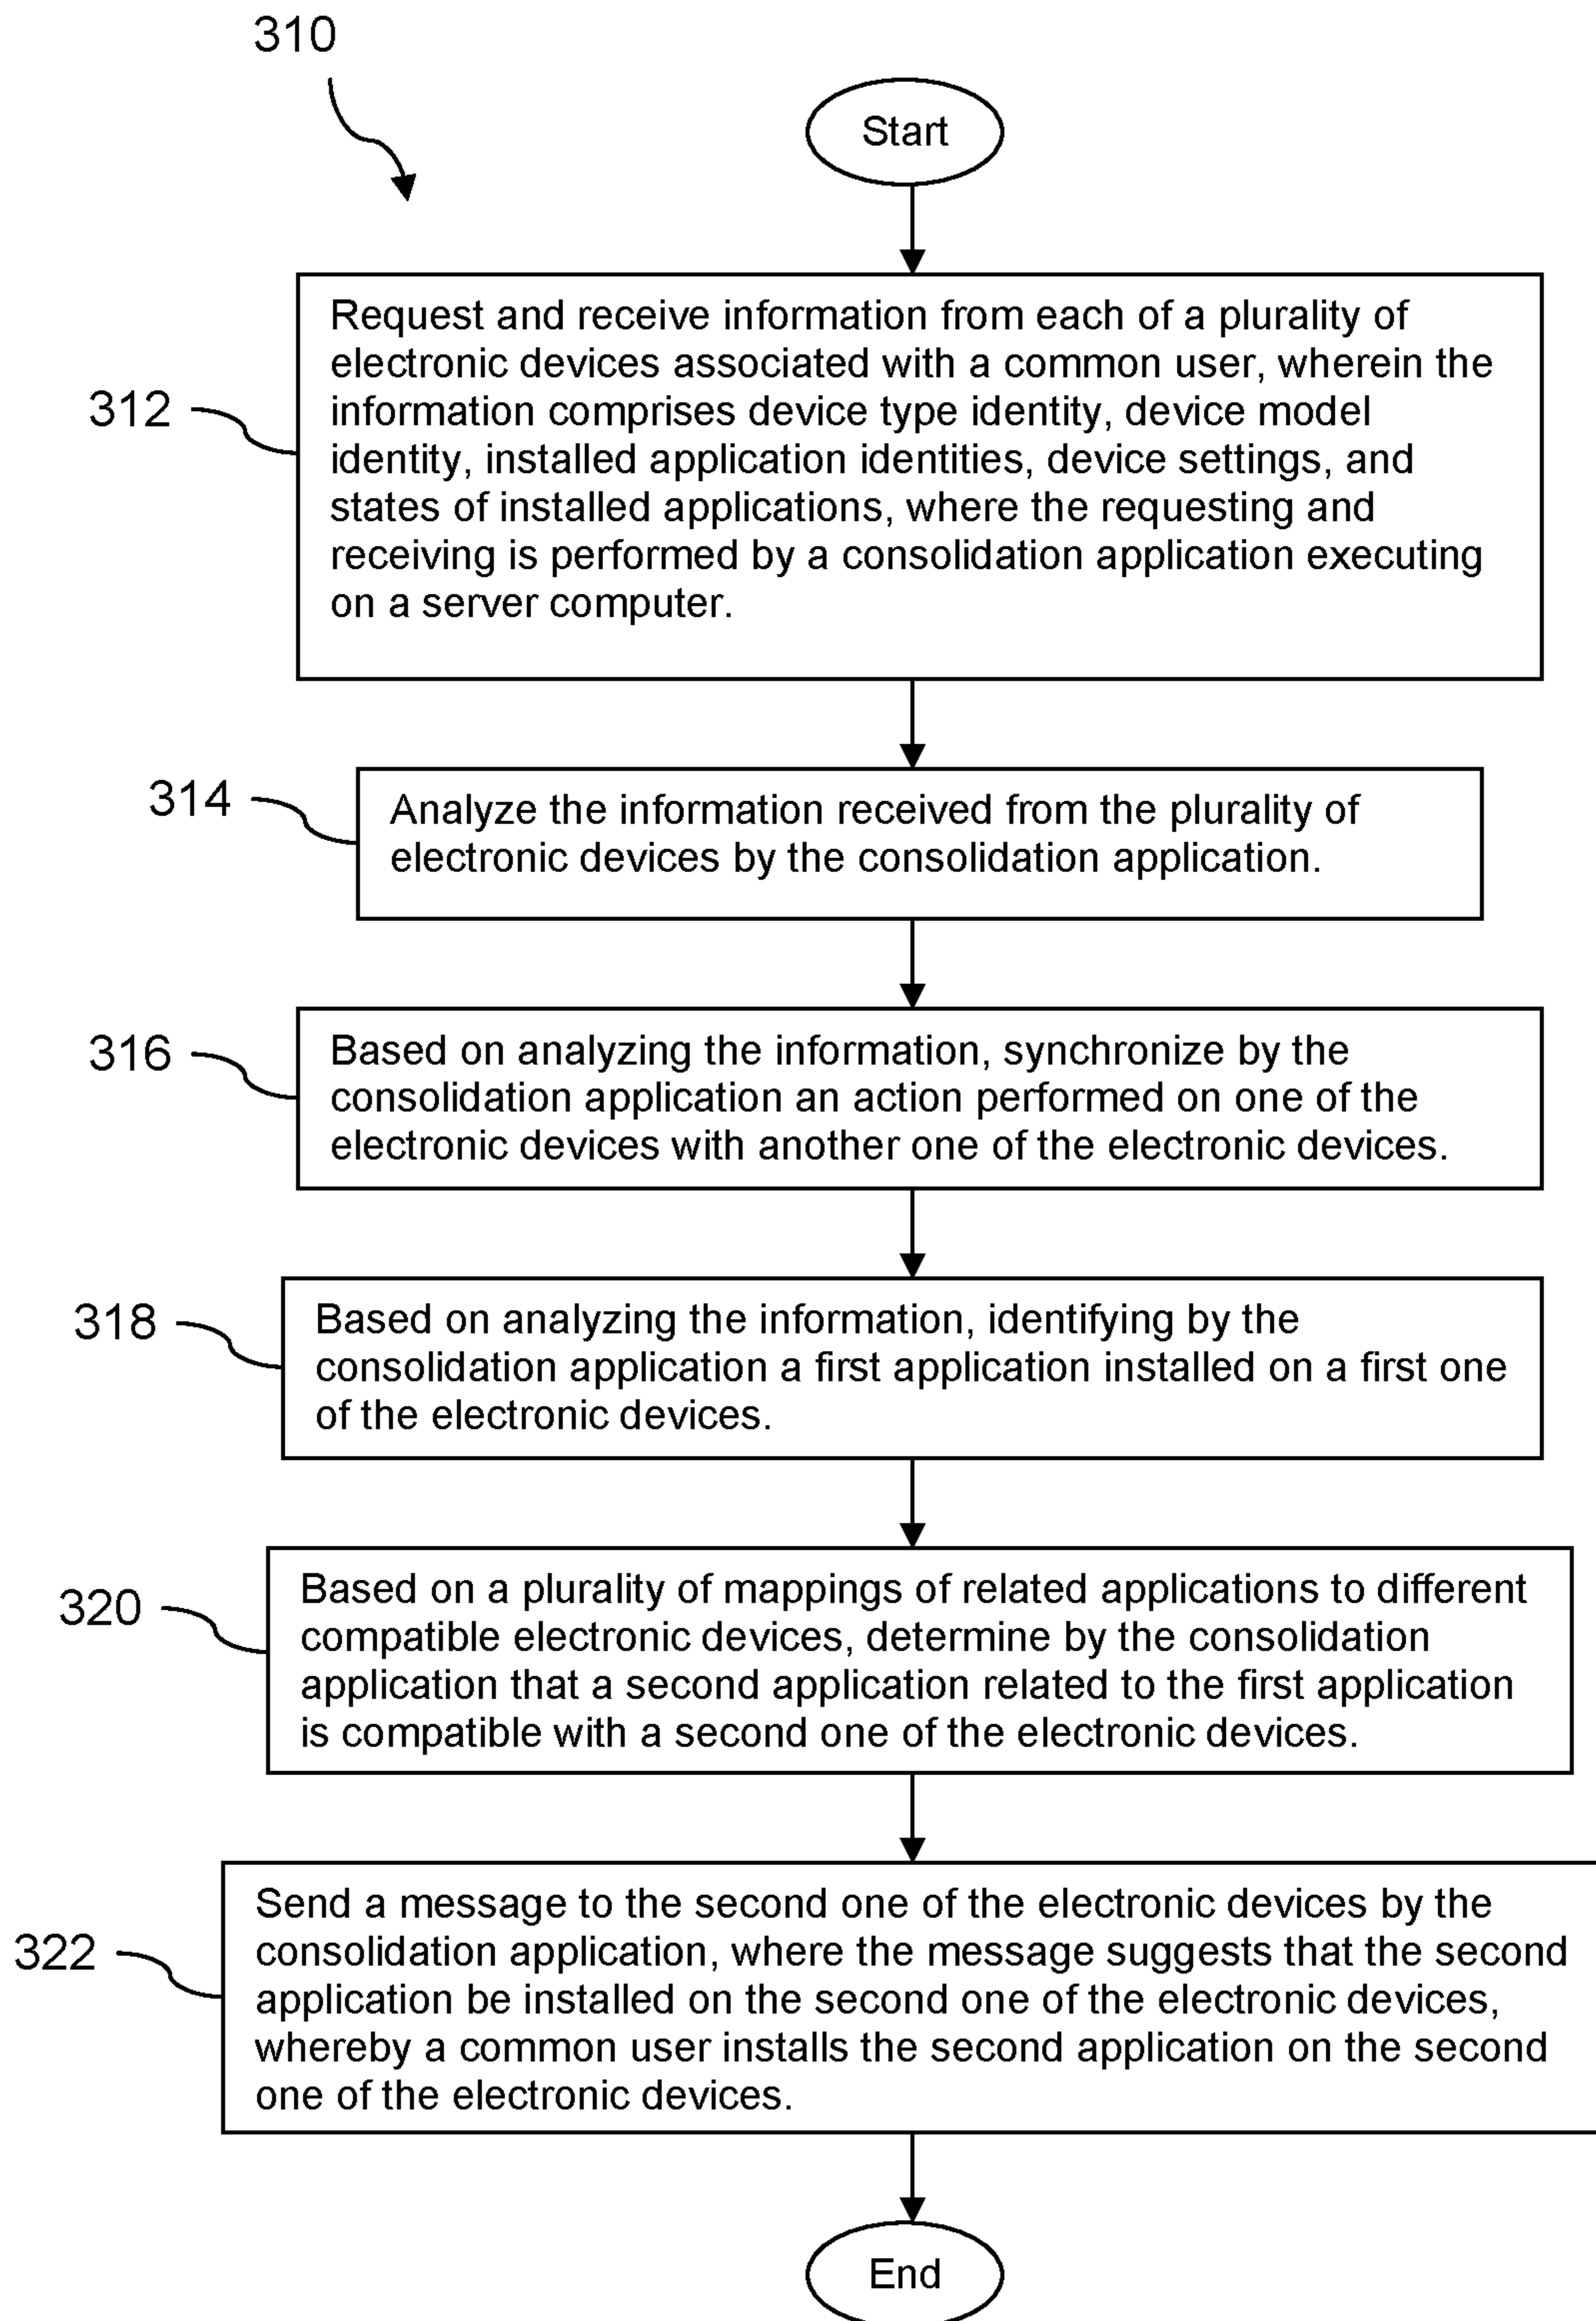 310
Start
312
Request and receive information from each of a plurality of
electronic devices associated with a common user, wherein the
information comprises device type identity, device model
identity, installed application identities, device settings, and
states of installed applications, where the requesting and
receiving is performed by a consolidation application executing
on a server computer.
314
Analyze the information received from the plurality of
electronic devices by the consolidation application.
316
Based on analyzing the information, synchronize by the
consolidation application an action performed on one of the
electronic devices with another one of the electronic devices.
318
Based on analyzing the information, identifying by the
consolidation application a first application installed on a first one
of the electronic devices.
320
Based on a plurality of mappings of related applications to different
compatible electronic devices, determine by the consolidation
application that a second application related to the first application
is compatible with a second one of the electronic devices.
322
Send a message to the second one of the electronic devices by the
consolidation application, where the message suggests that the second
application be installed on the second one of the electronic devices,
whereby a common user installs the second application on the second
one of the electronic devices.
End